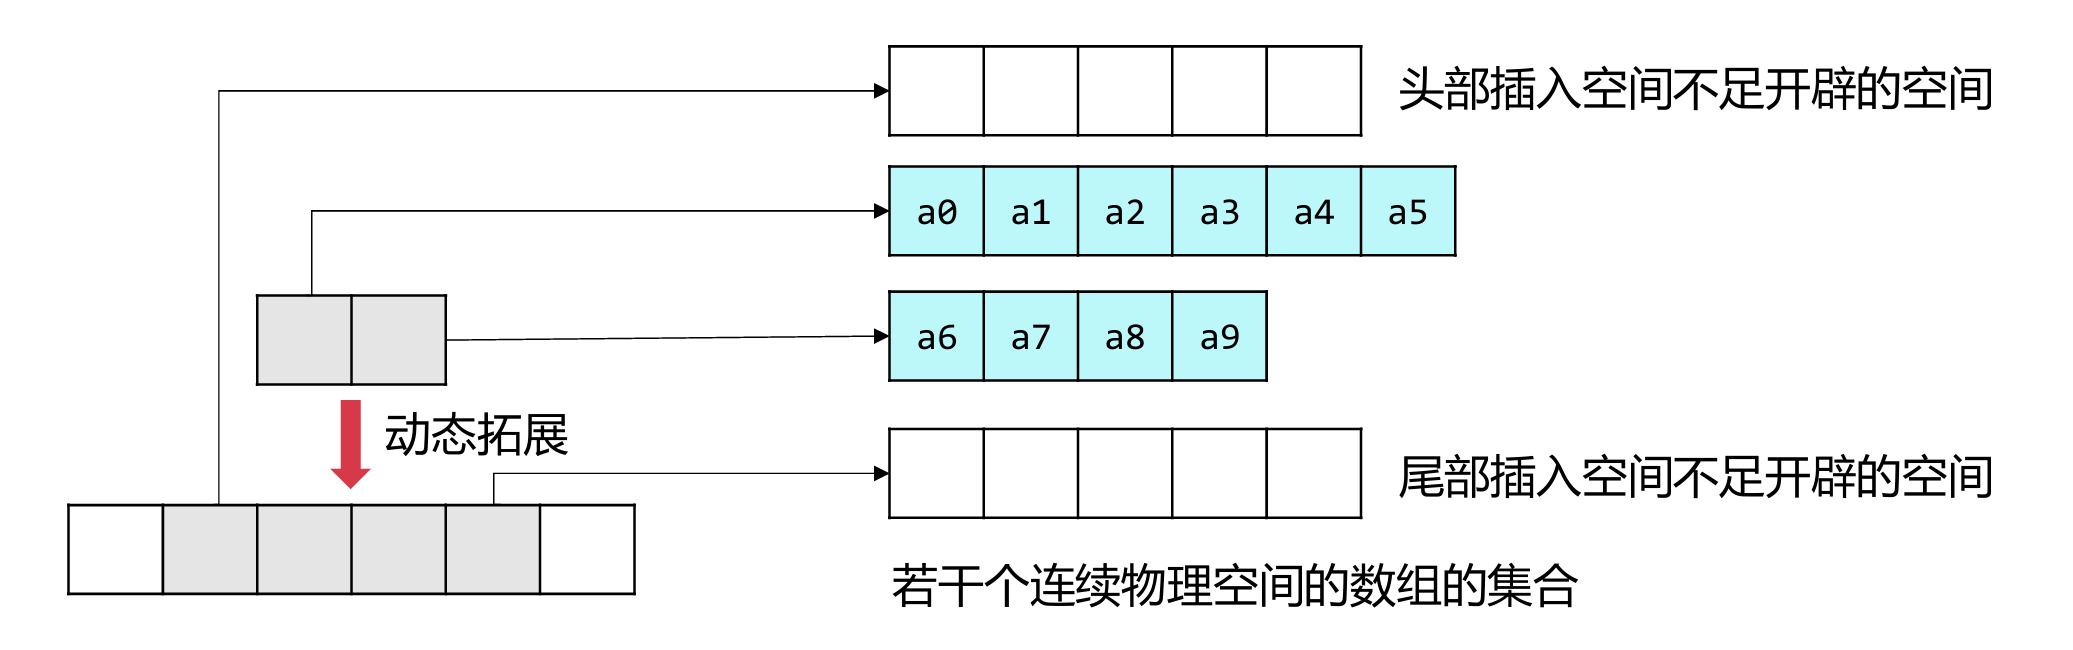 头部插入空间不足开辟的空间
a0 a1 a2 a3 a4 a5
a6 a7 a8 a9
动态拓展
尾部插入空间不足开辟的空间
若干个连续物理空间的数组的集合